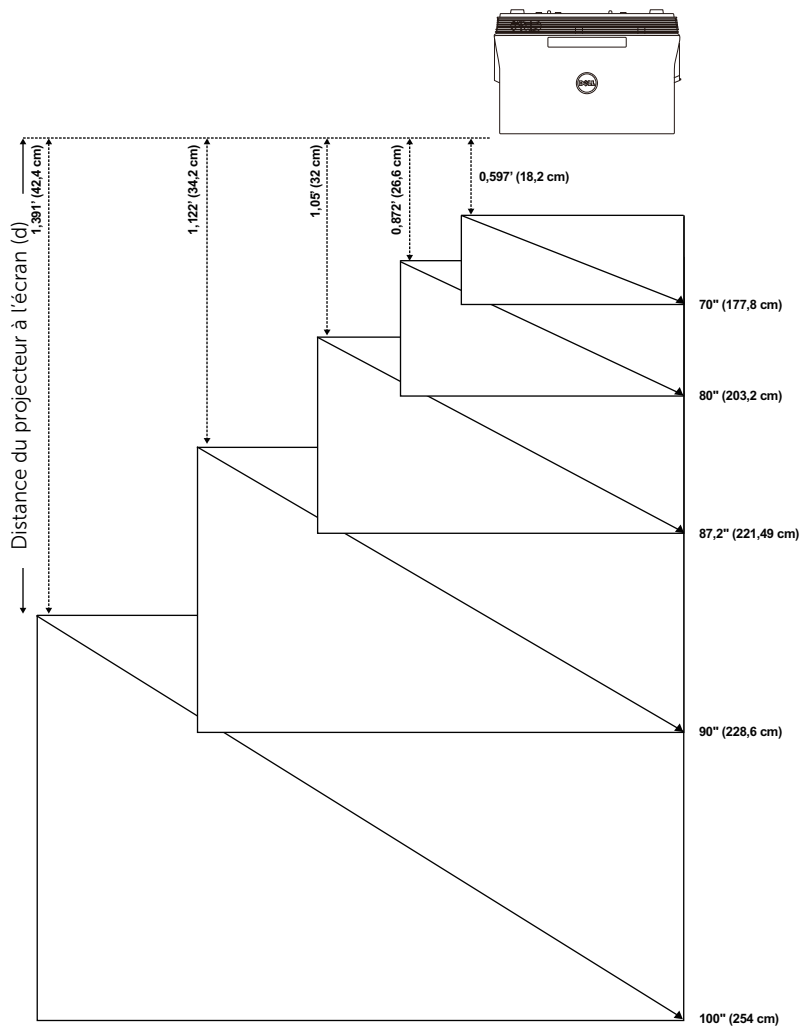 DELL
Distance du projecteur à l'écran (d)
1,391' (42,4 cm)
1,122' (34,2 cm)
1,05' (32 cm)
0,872' (26,6 cm)
0,597' (18,2 cm)
70" (177,8 cm)
80" (203,2 cm)
87,2" (221,49 cm)
90" (228,6 cm)
100" (254 cm)